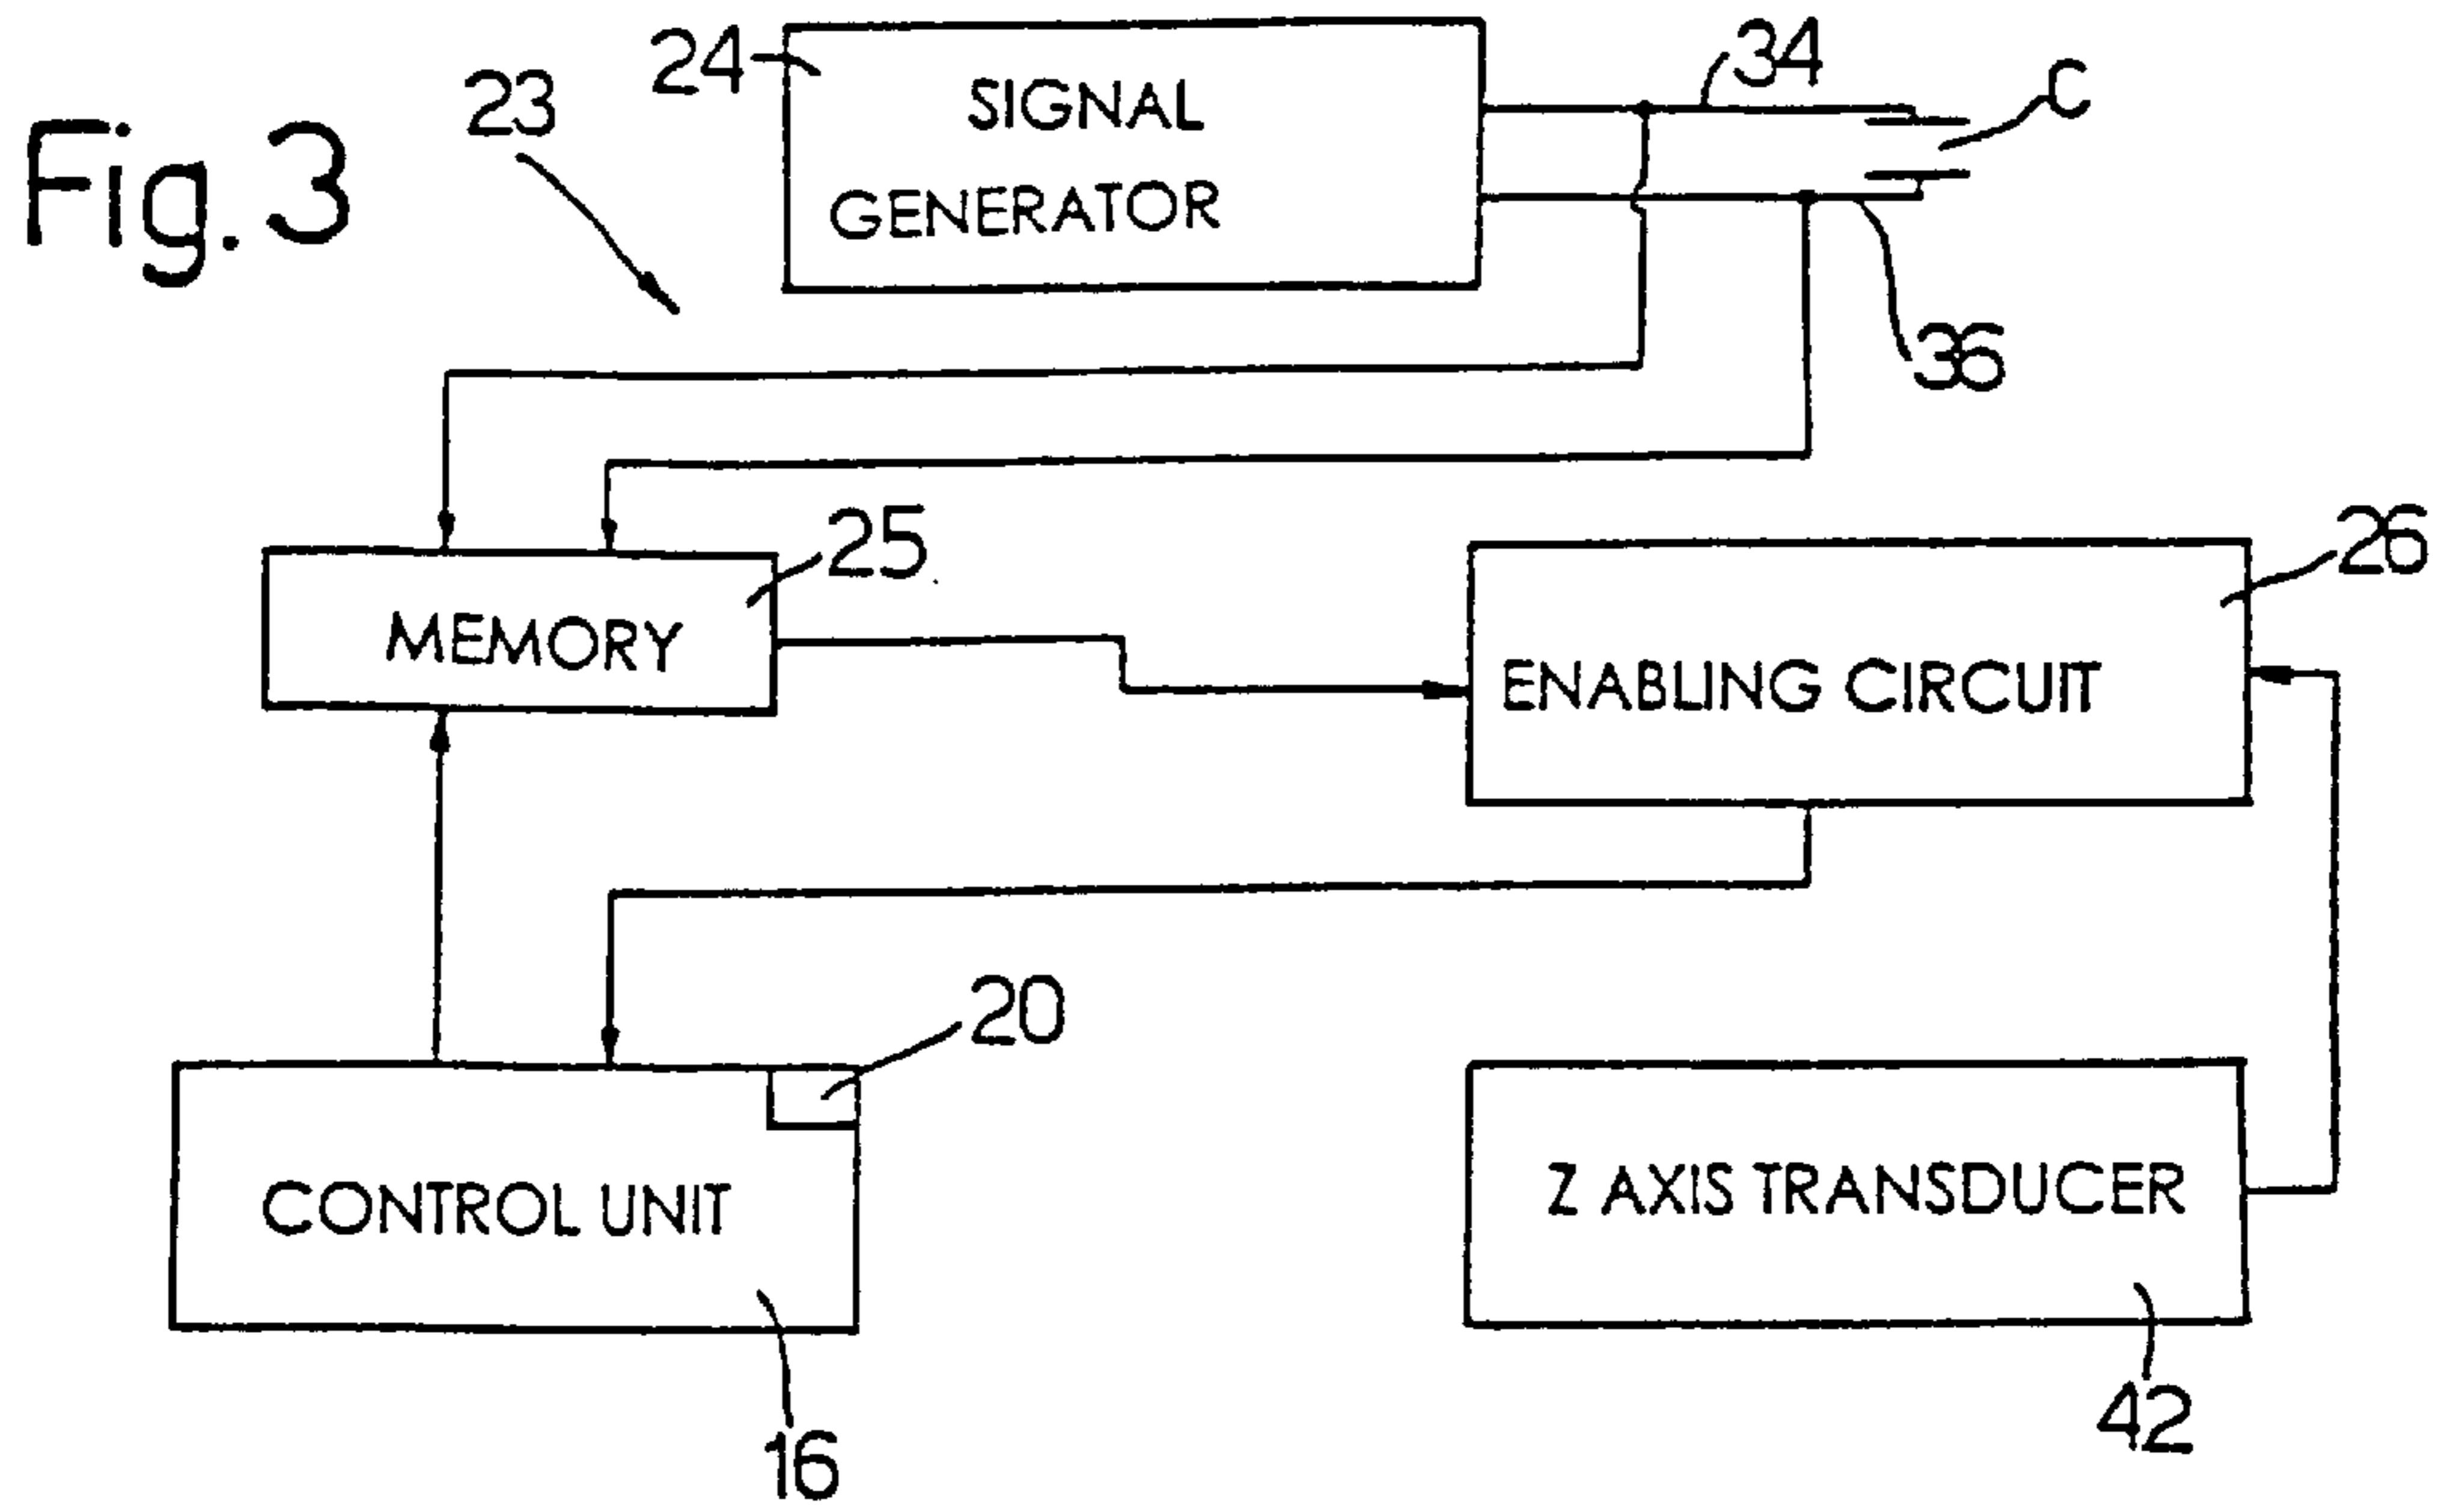 Fig.3
23
24
SIGNAL
GENERATOR
34
C
36
25
MEMORY
26
ENABLING CIRCUIT
20
CONTROL UNIT
16
Z AXIS TRANSDUCER
42